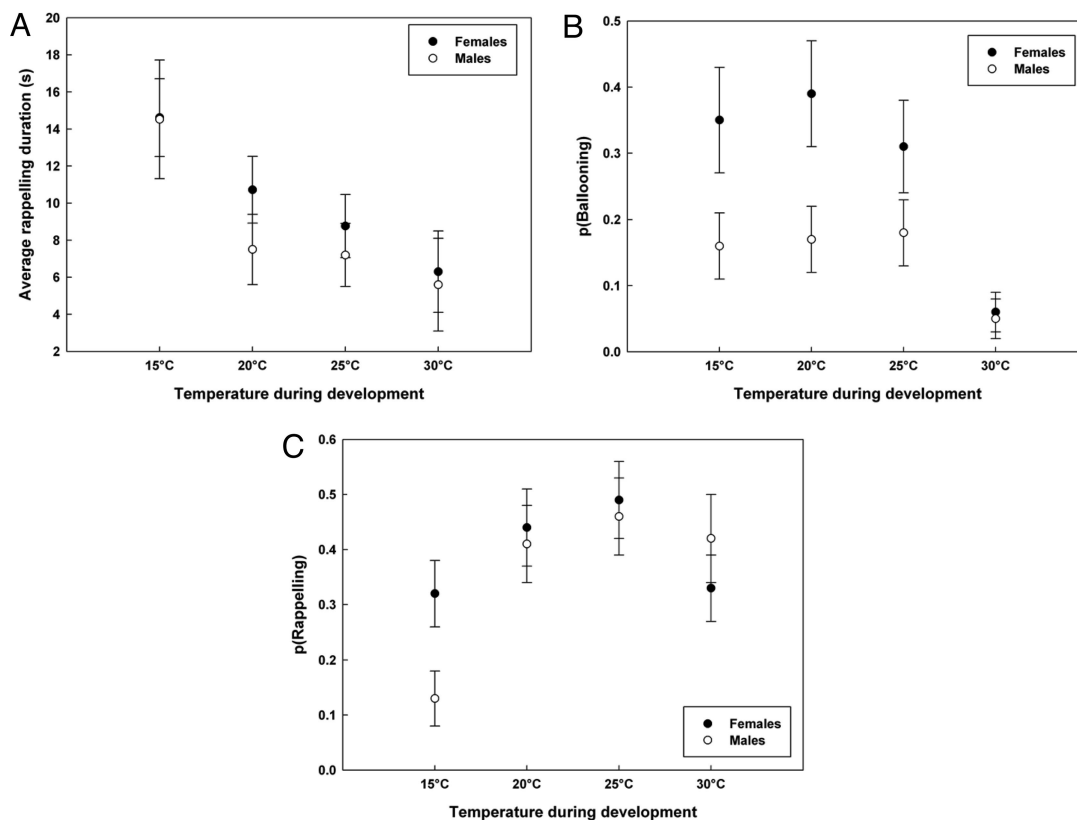 A
20
18
16
14
12
10
8
6
4
2
Average rappelling duration (s)
Females
Males
15°C 20°C 25°C 30°C
Temperature during development
B
0.5
0.4
0.3
0.2
0.1
0.0
p(Ballooning)
Females
Males
15°C 20°C 25°C 30°C
Temperature during development
C
0.6
0.5
0.4
0.3
0.2
0.1
0.0
p(Rappelling)
Females
Males
15°C 20°C 25°C 30°C
Temperature during development